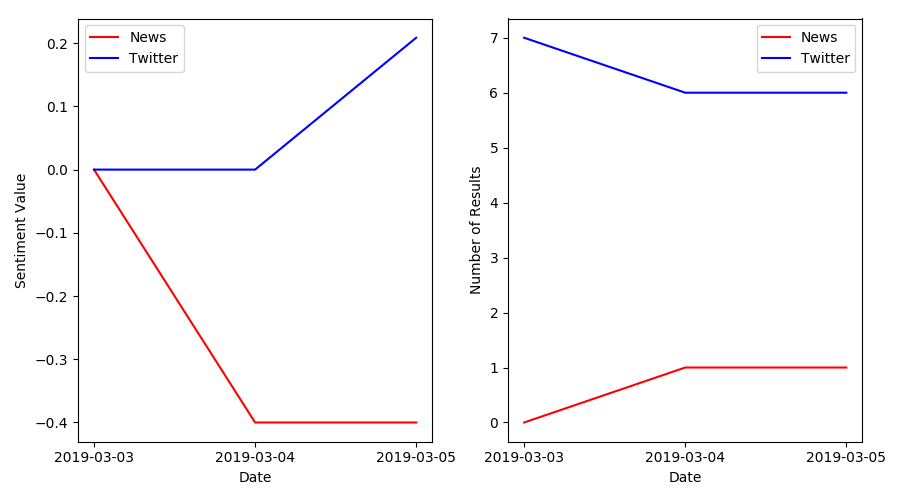 News
Twitter
0.2
0.1
0.0
−0.1
−0.2
−0.3
−0.4
Sentiment Value
2019-03-03 2019-03-04 2019-03-05
Date
News
Twitter
7
6
5
4
3
2
1
0
Number of Results
2019-03-03 2019-03-04 2019-03-05
Date